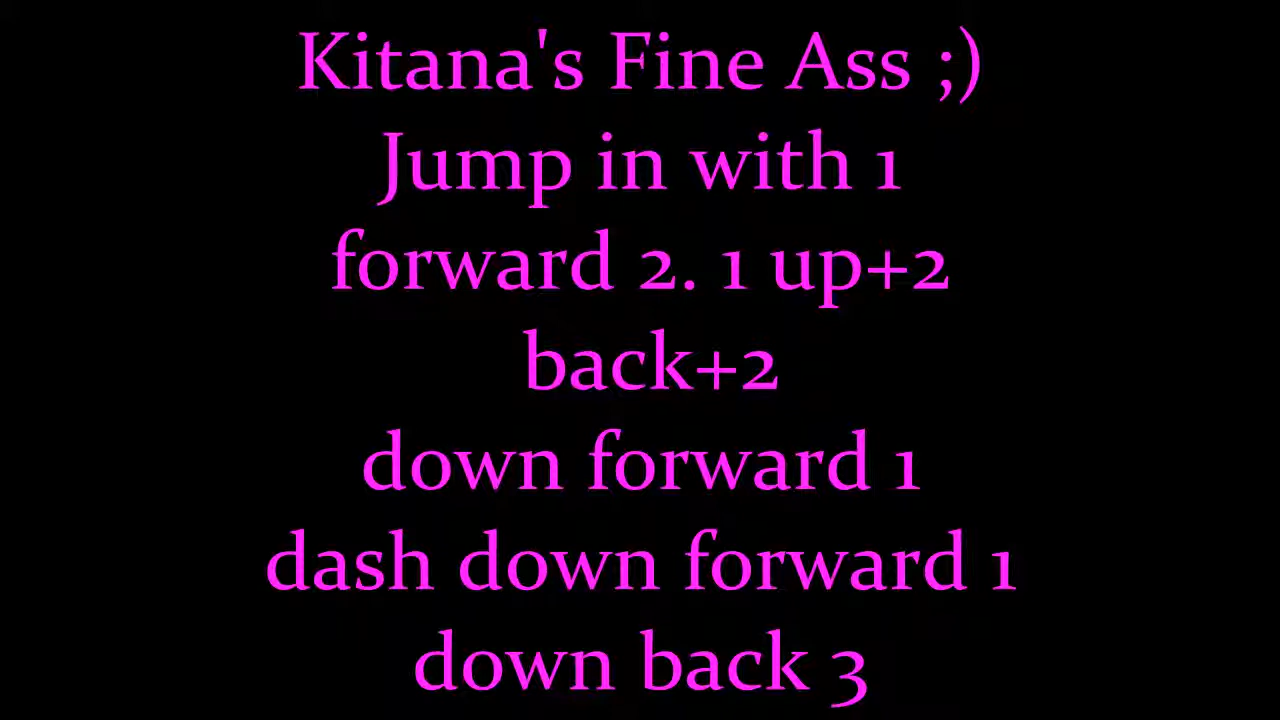 Kitana's Fine Ass ;)
Jump in with 1
forward 2. 1 up+2
back+2
down forward 1
dash down forward 1
down back 3